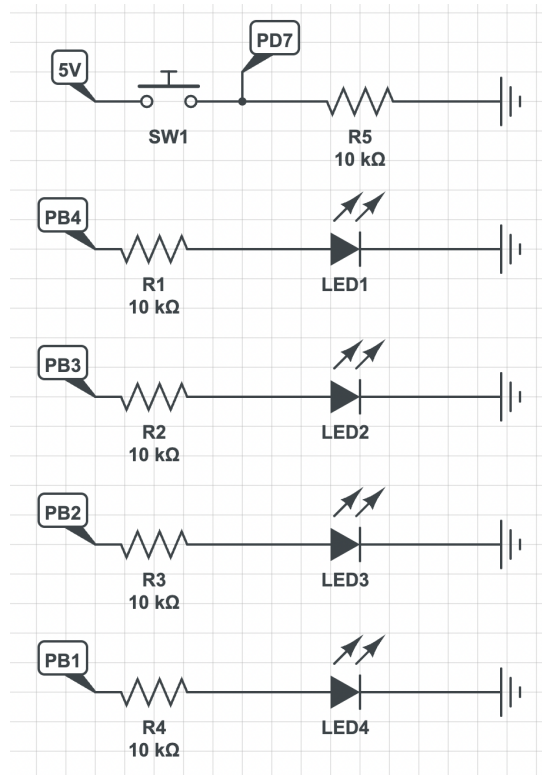 PD7
5V
SW1
R5
10 kΩ
PB4
R1
10 kΩ
LED1
PB3
R2
10 kΩ
LED2
PB2
R3
10 kΩ
LED3
PB1
R4
10 kΩ
LED4